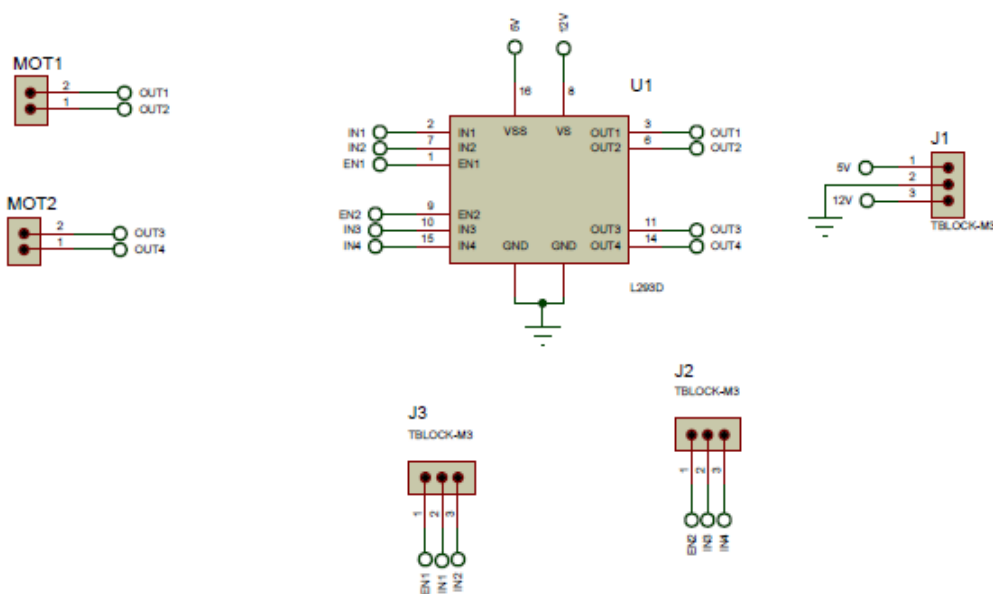 MOT1
2 OUT1
1 OUT2
MOT2
2 OUT3
1 OUT4
5V 12V
16 8
U1
IN1 2 IN1 VSS VS OUT1 3 OUT1
IN2 7 IN2 OUT2 6 OUT2
EN1 1 EN1
EN2 9 EN2
IN3 10 IN3 OUT3 11 OUT3
IN4 15 IN4 GND GND OUT4 14 OUT4
L293D
J1
5V 1
2
12V 3
TBLOCK-M3
J3
TBLOCK-M3
1 2 3
EN1 IN1 IN2
J2
TBLOCK-M3
1 2 3
EN2 IN3 IN4